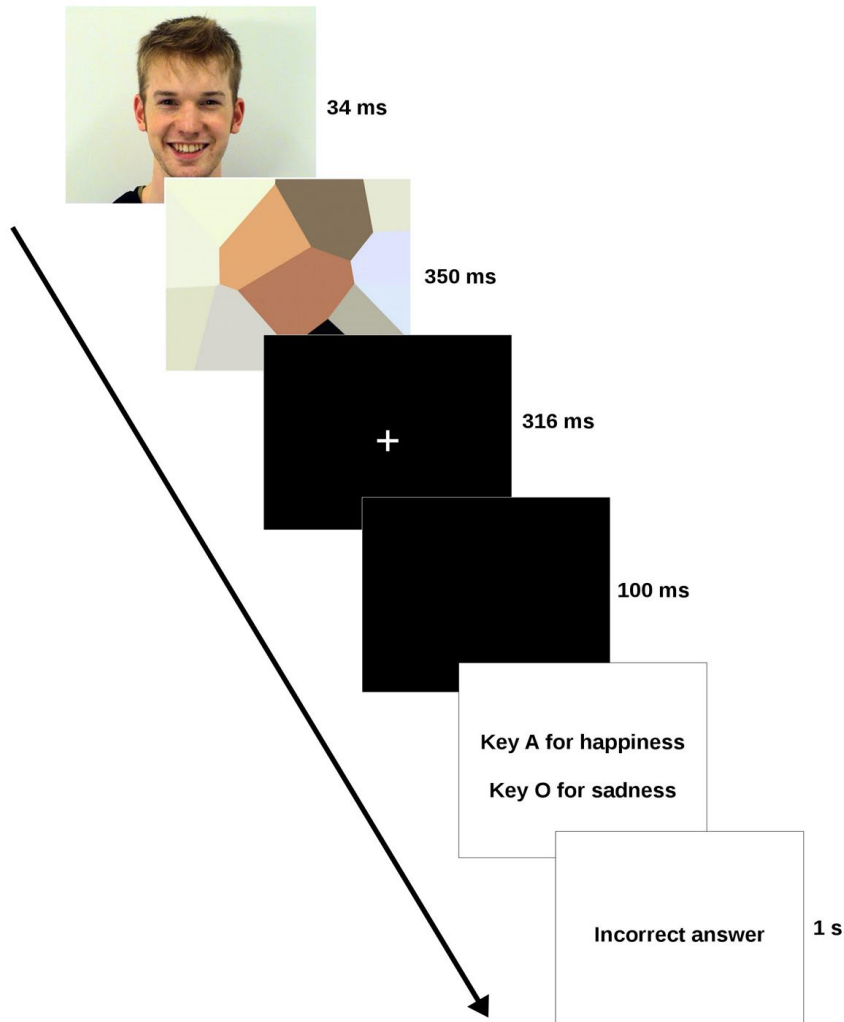 34 ms
350 ms
316 ms
100 ms
Key A for happiness
Key O for sadness
Incorrect answer
1 s